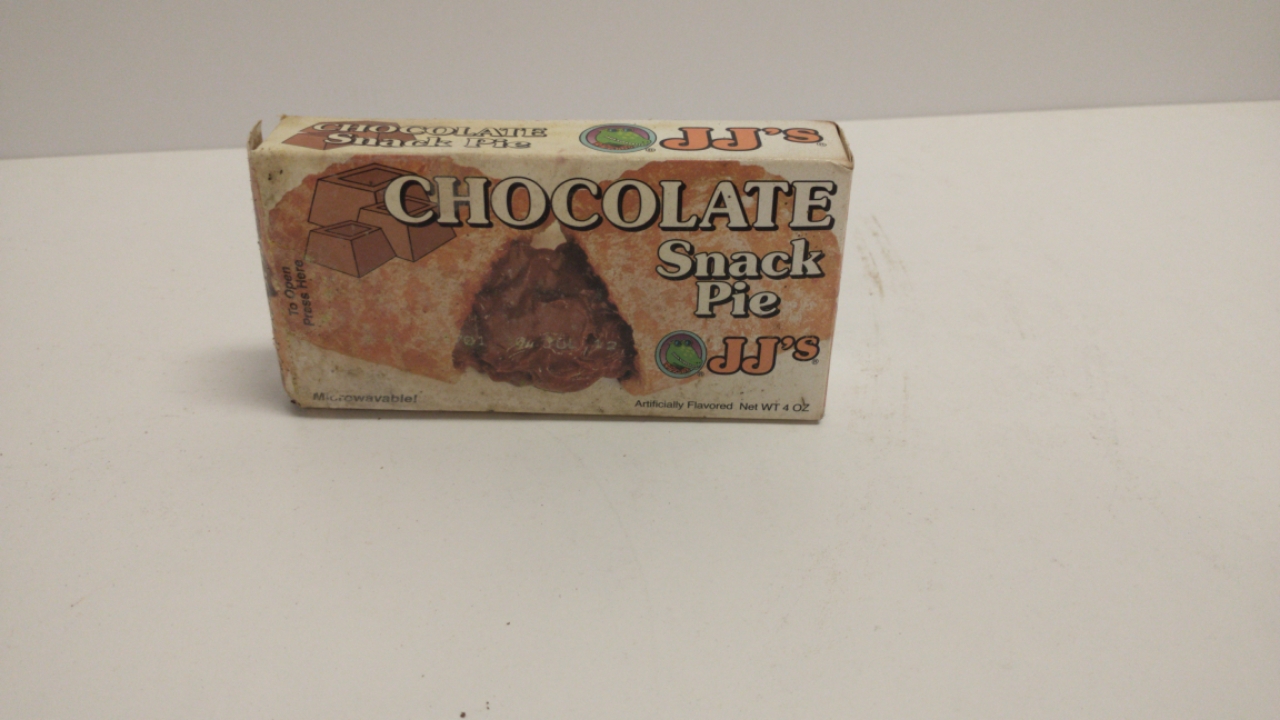 CHOCOLATE
Snack Pie
JJ's
CHOCOLATE
Snack
Pie
JJ's
To Open
Press Here
Microwavable!
Artificially Flavored Net WT 4 OZ